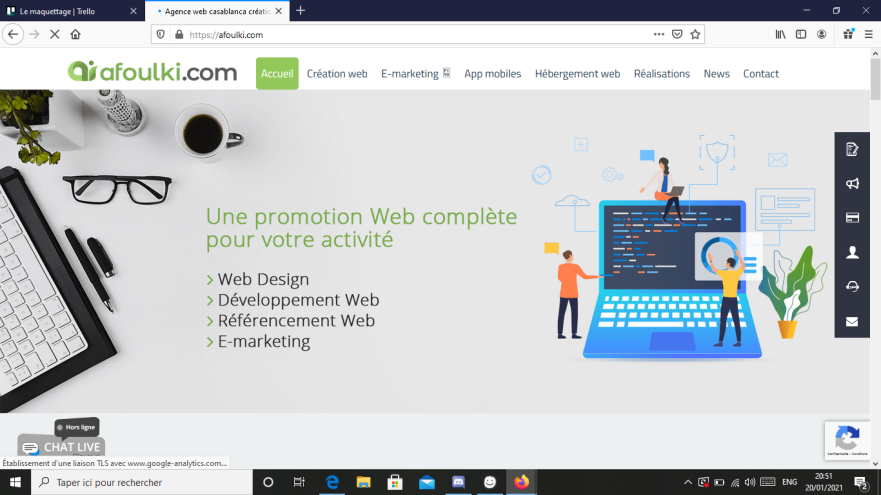 Le maquettage | Trello
Agence web casablanca créatio
https://afoulki.com
afoulki.com
Accueil
Création web
E-marketing
App mobiles
Hébergement web
Réalisations
News
Contact
Une promotion Web complète
pour votre activité
Web Design
Développement Web
Référencement Web
E-marketing
Hors ligne
CHAT LIVE
Confidentialité - Conditions
Établissement d'une liaison TLS avec www.google-analytics.com...
Taper ici pour rechercher
ENG
20:51
20/01/2021
2